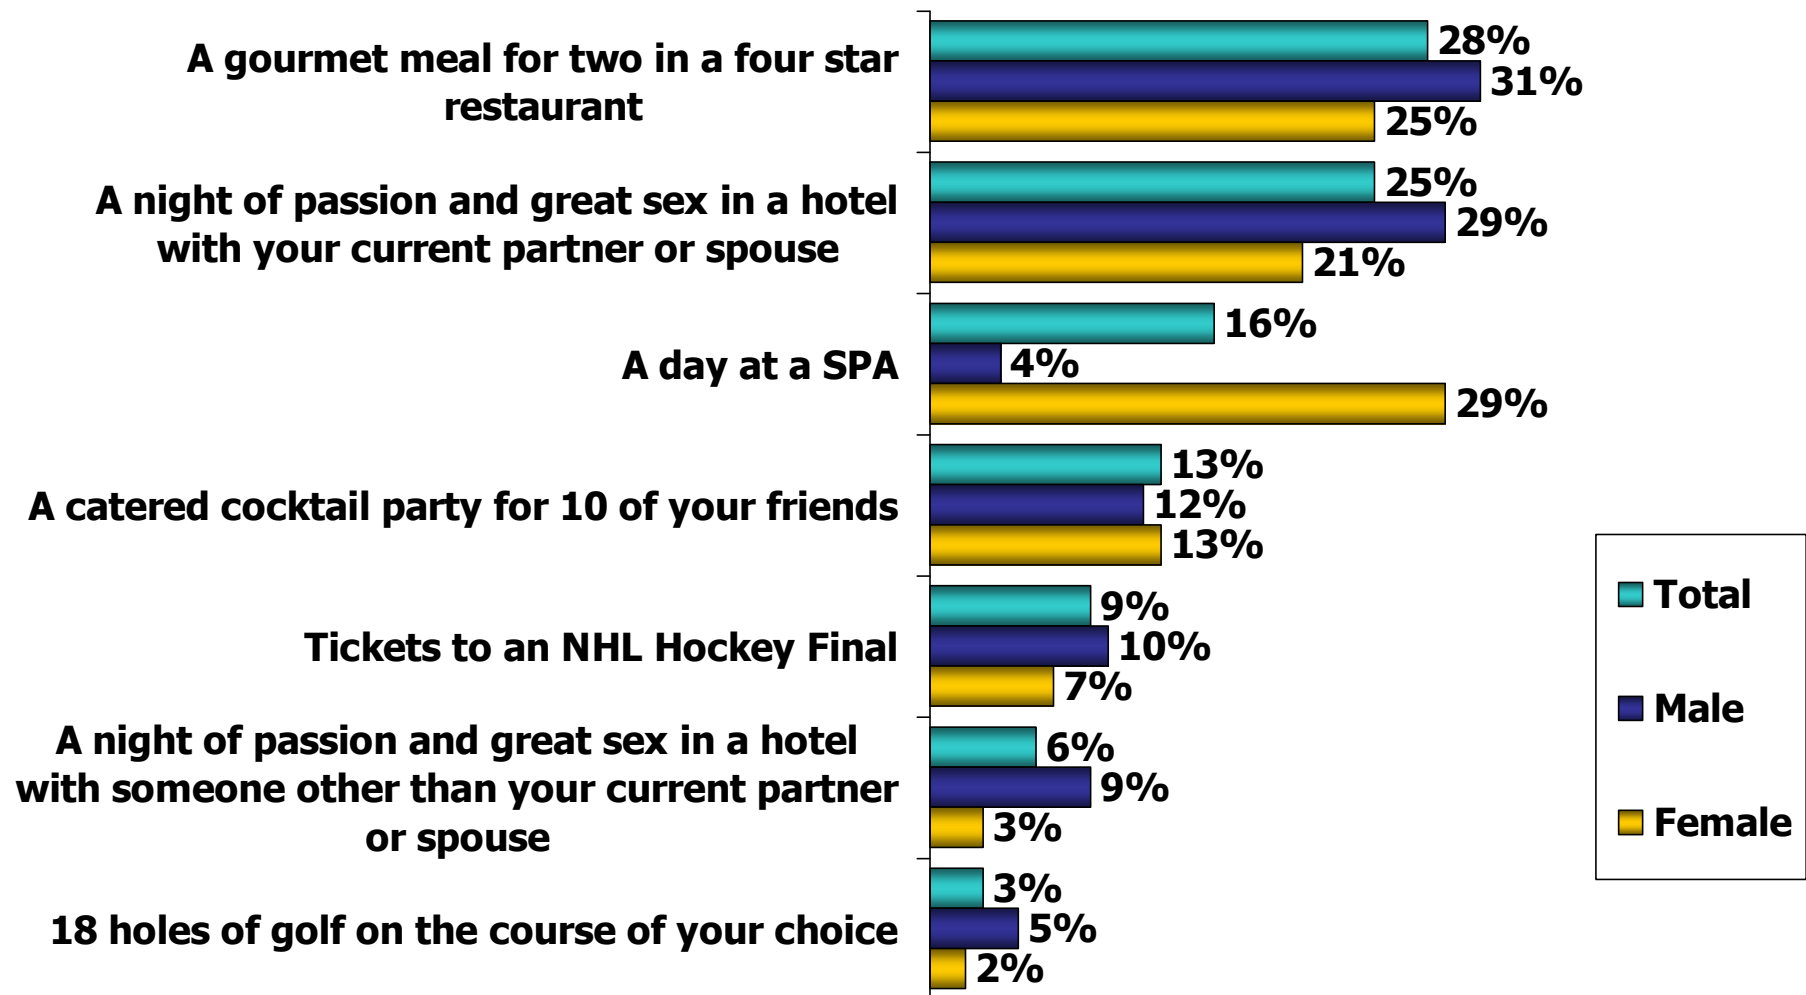 A gourmet meal for two in a four star
restaurant
28%
31%
25%
A night of passion and great sex in a hotel
with your current partner or spouse
25%
29%
21%
A day at a SPA
16%
4%
29%
A catered cocktail party for 10 of your friends
13%
12%
13%
Tickets to an NHL Hockey Final
9%
10%
7%
A night of passion and great sex in a hotel
with someone other than your current partner
or spouse
6%
9%
3%
18 holes of golf on the course of your choice
3%
5%
2%
Total
Male
Female